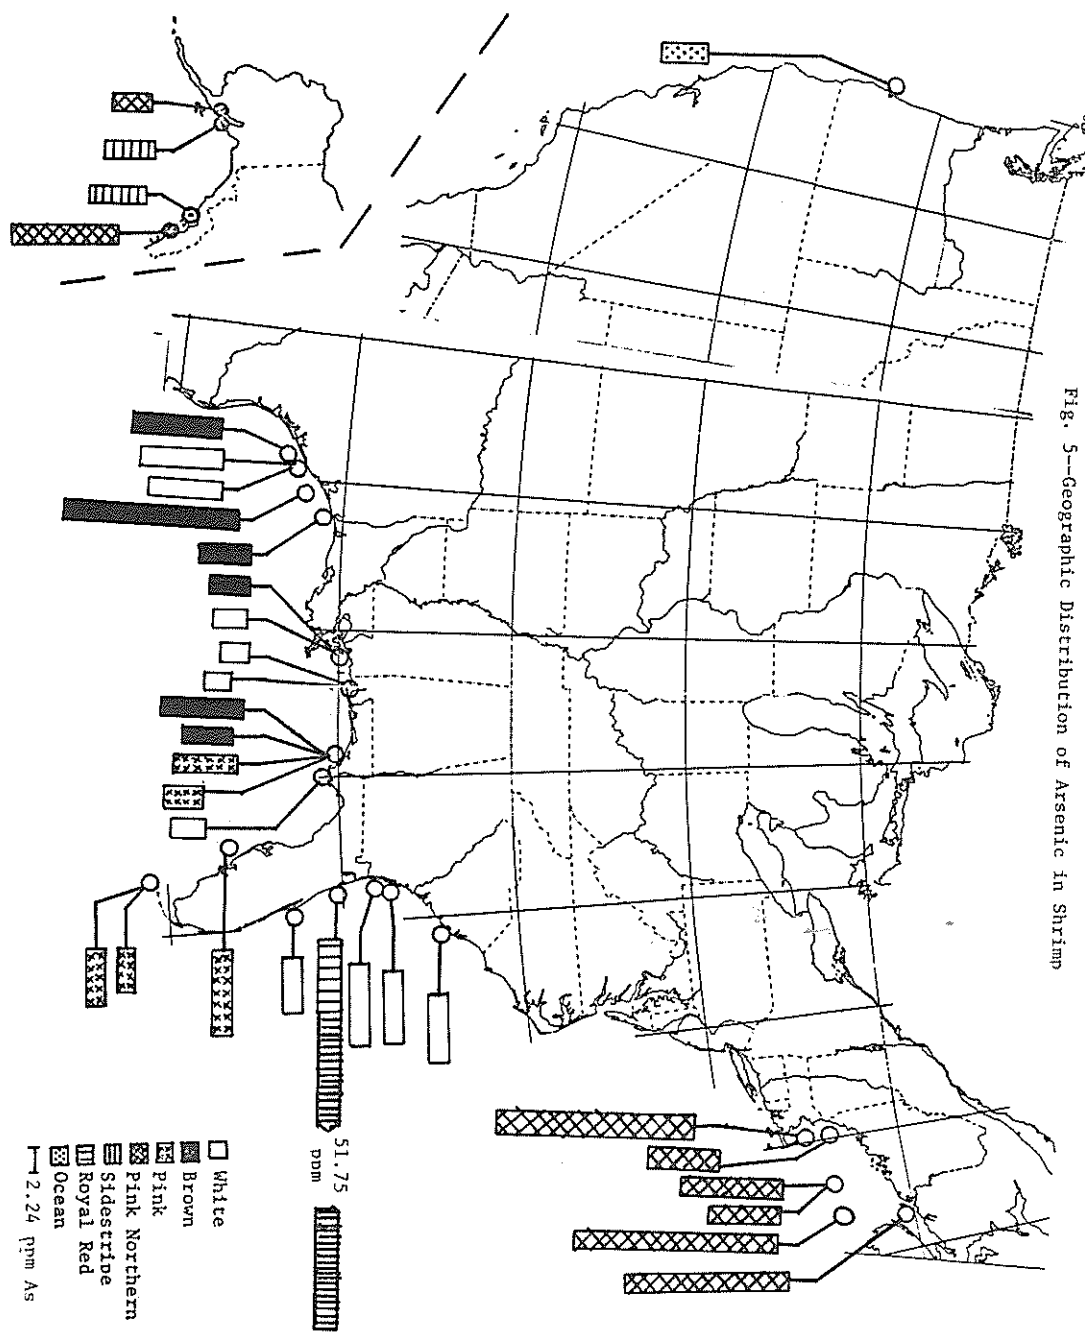 Fig. 5--Geographic Distribution of Arsenic in Shrimp
51.75
ppm
White
Brown
Pink
Pink Northern
Sidestripe
Royal Red
Ocean
2.24 ppm As